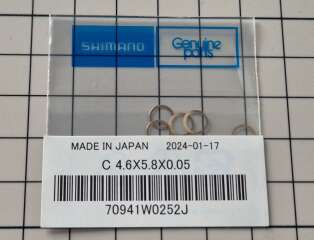 SHIMANO
Genuine
parts
MADE IN JAPAN 2024-01-17
C 4.6X5.8X0.05
70941W0252J